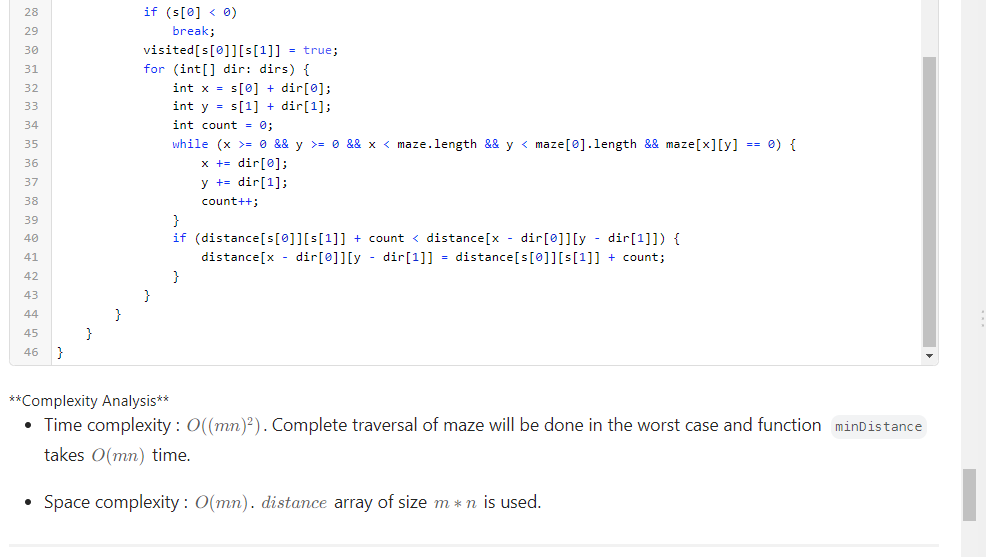 28 if (s[0] < 0)
29 break;
30 visited[s[0]][s[1]] = true;
31 for (int[] dir: dirs) {
32 int x = s[0] + dir[0];
33 int y = s[1] + dir[1];
34 int count = 0;
35 while (x >= 0 && y >= 0 && x < maze.length && y < maze[0].length && maze[x][y] == 0) {
36 x += dir[0];
37 y += dir[1];
38 count++;
39 }
40 if (distance[s[0]][s[1]] + count < distance[x - dir[0]][y - dir[1]]) {
41 distance[x - dir[0]][y - dir[1]] = distance[s[0]][s[1]] + count;
42 }
43 }
44 }
45 }
46 }
**Complexity Analysis**
• Time complexity : O((mn)²). Complete traversal of maze will be done in the worst case and function minDistance
takes O(mn) time.
• Space complexity : O(mn). distance array of size m * n is used.